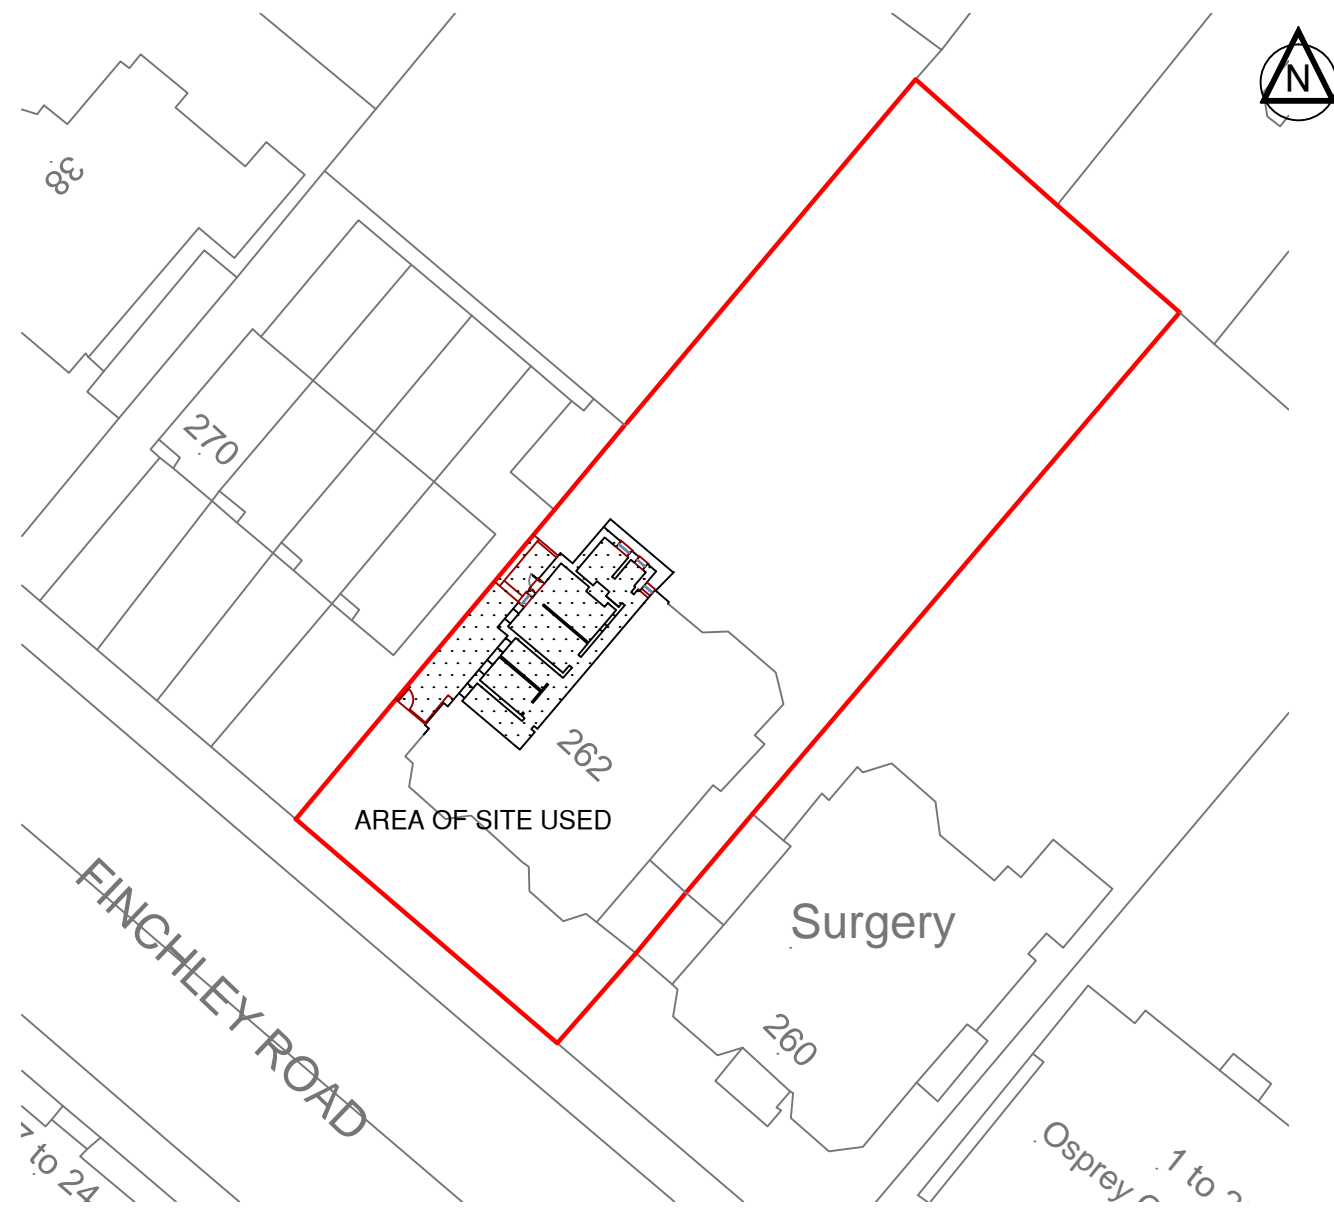 N
38
270
262
AREA OF SITE USED
FINCHLEY ROAD
Surgery
260
to 24
Osprey
1 to